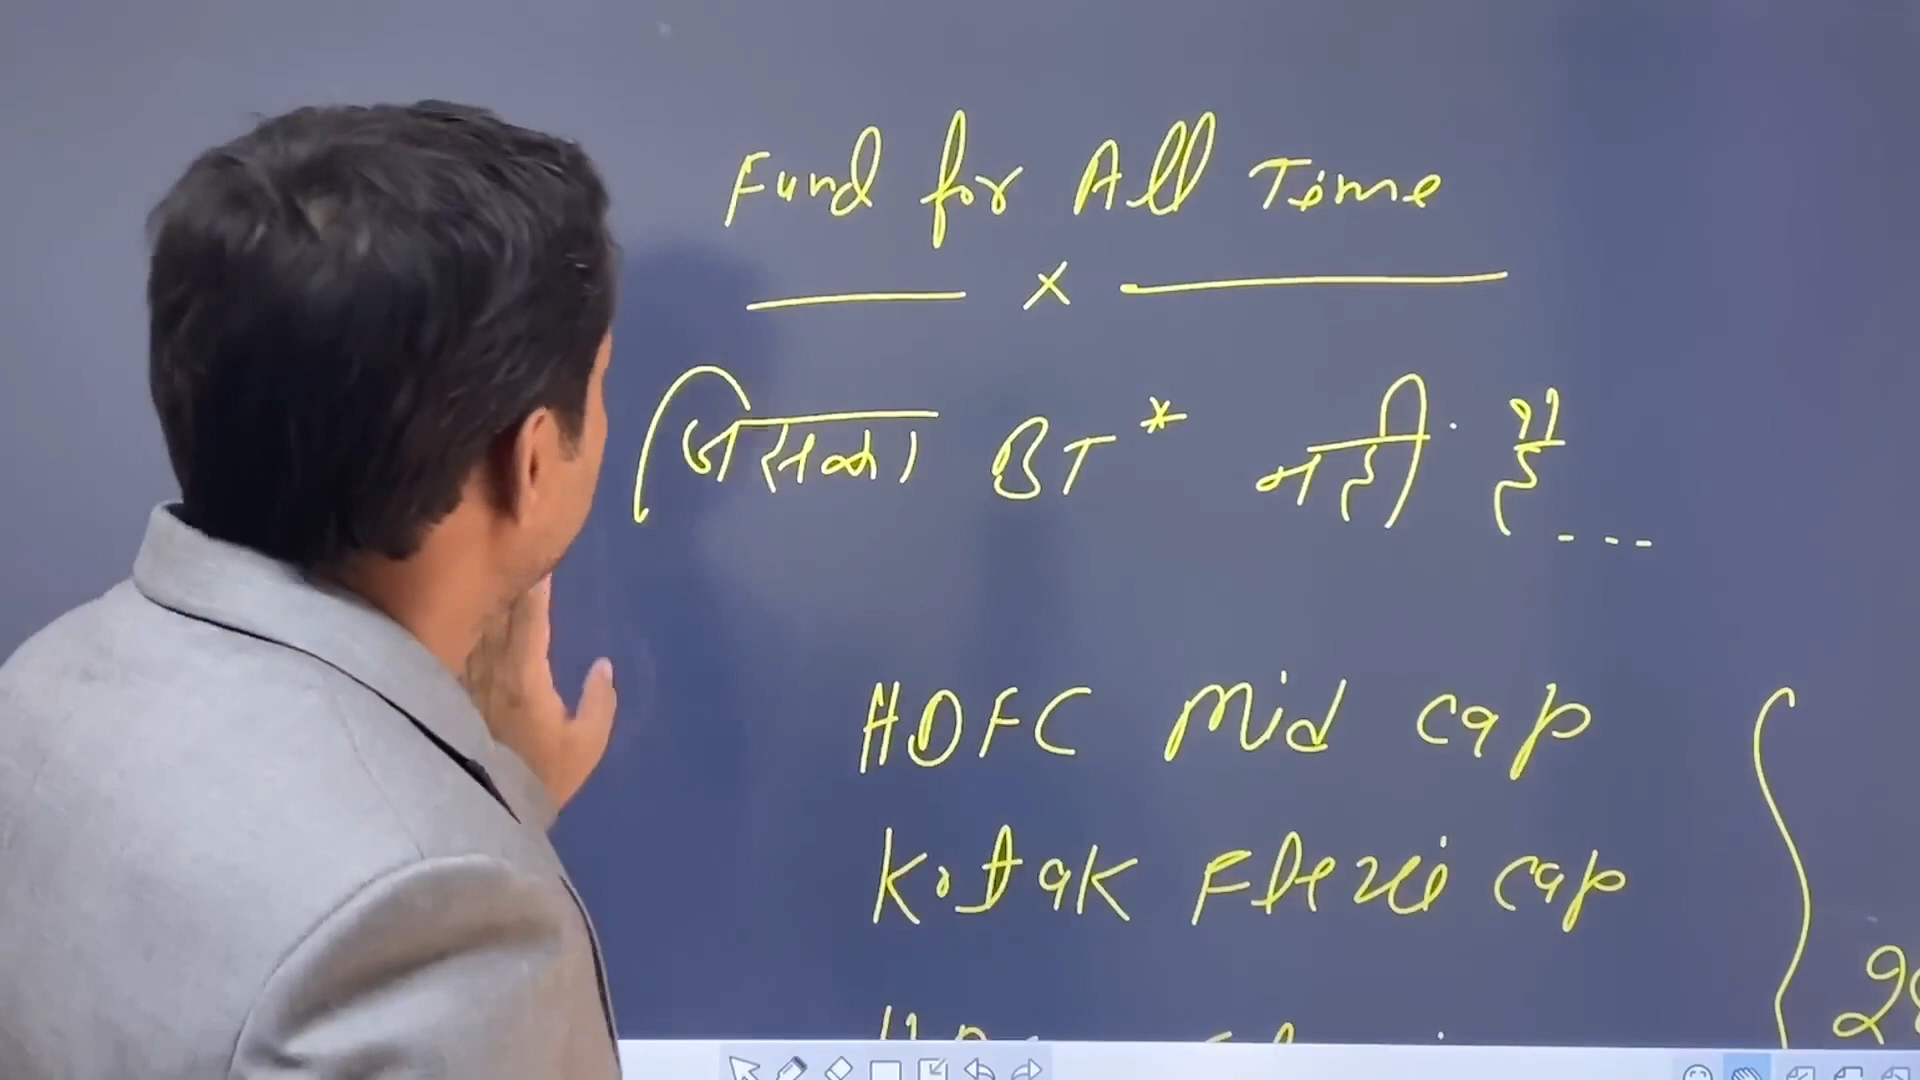 Fund for All Time
x
जिसका BT* नहीं है...
HDFC Mid cap
Kotak Flexi cap